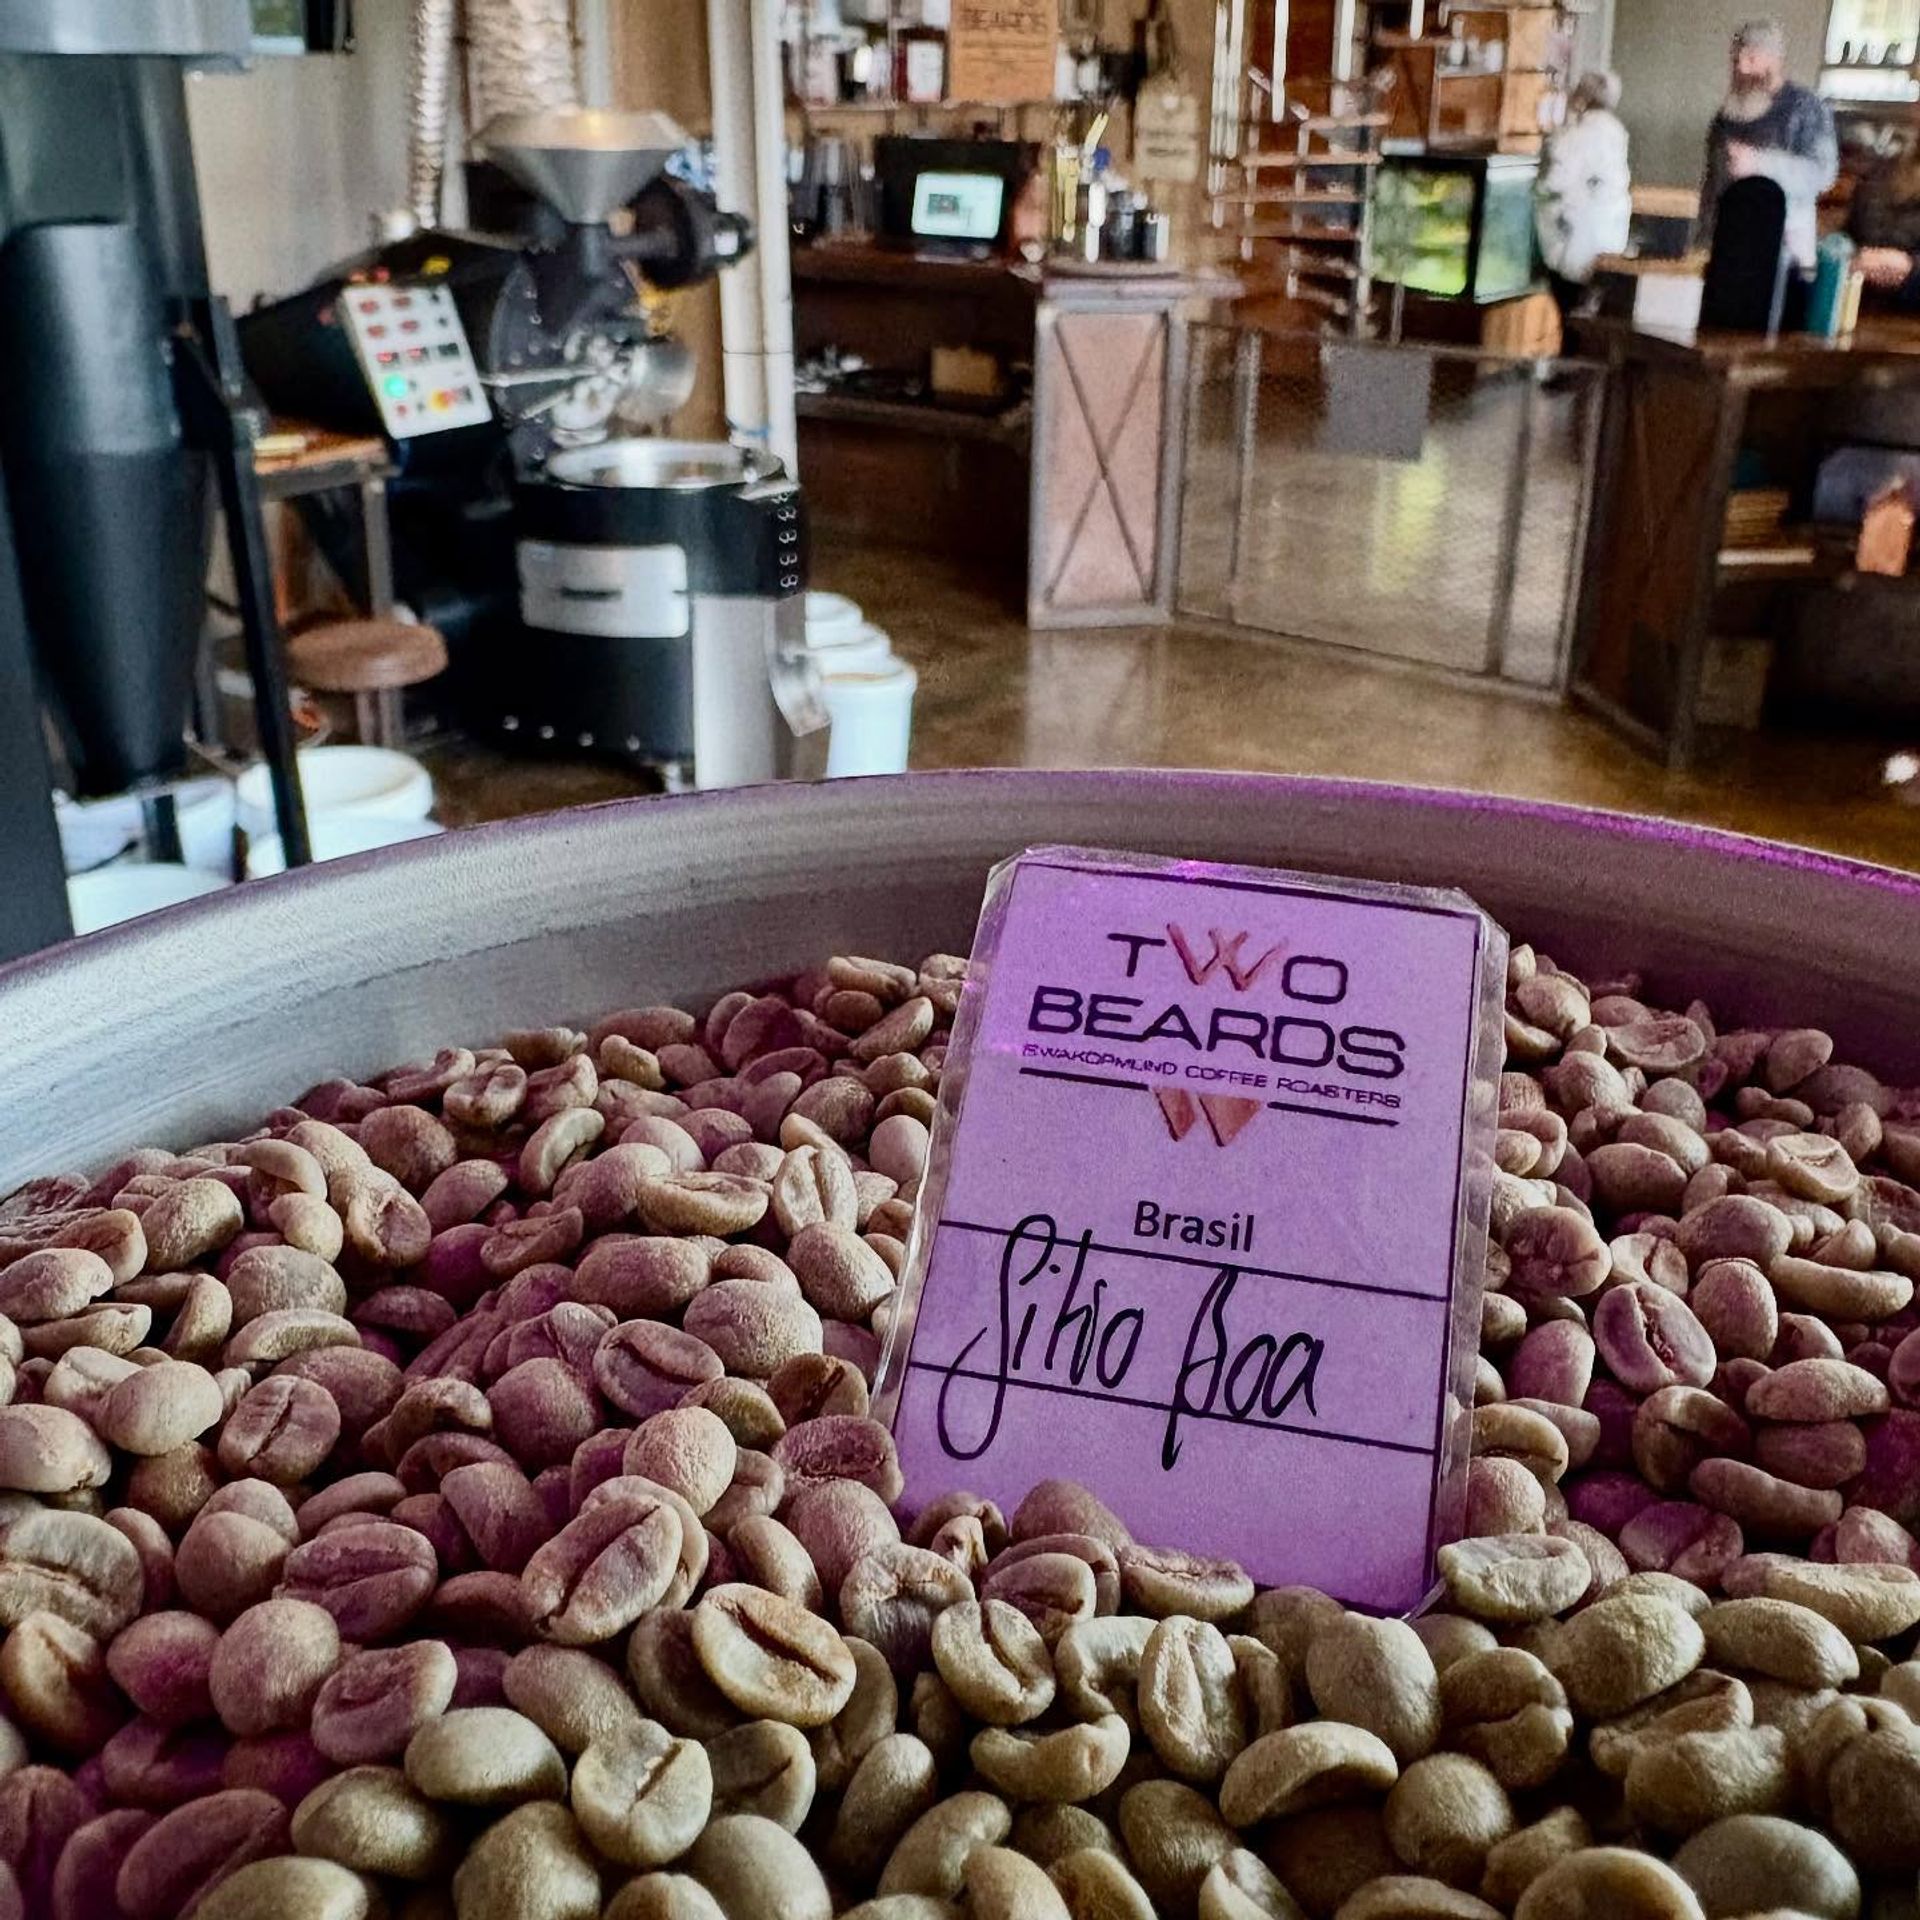 TWO
BEARDS
SWAKOPMUND COFFEE ROASTERS
Brasil
Sitio Boa